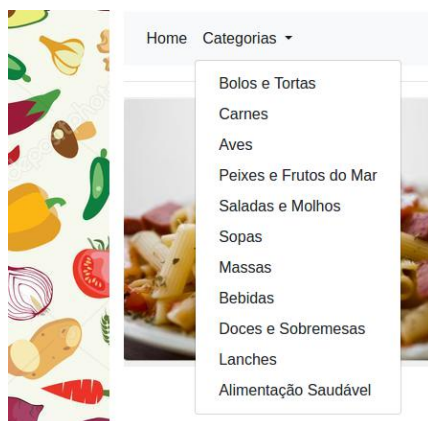 Home Categorias
Bolos e Tortas
Carnes
Aves
Peixes e Frutos do Mar
Saladas e Molhos
Sopas
Massas
Bebidas
Doces e Sobremesas
Lanches
Alimentação Saudável